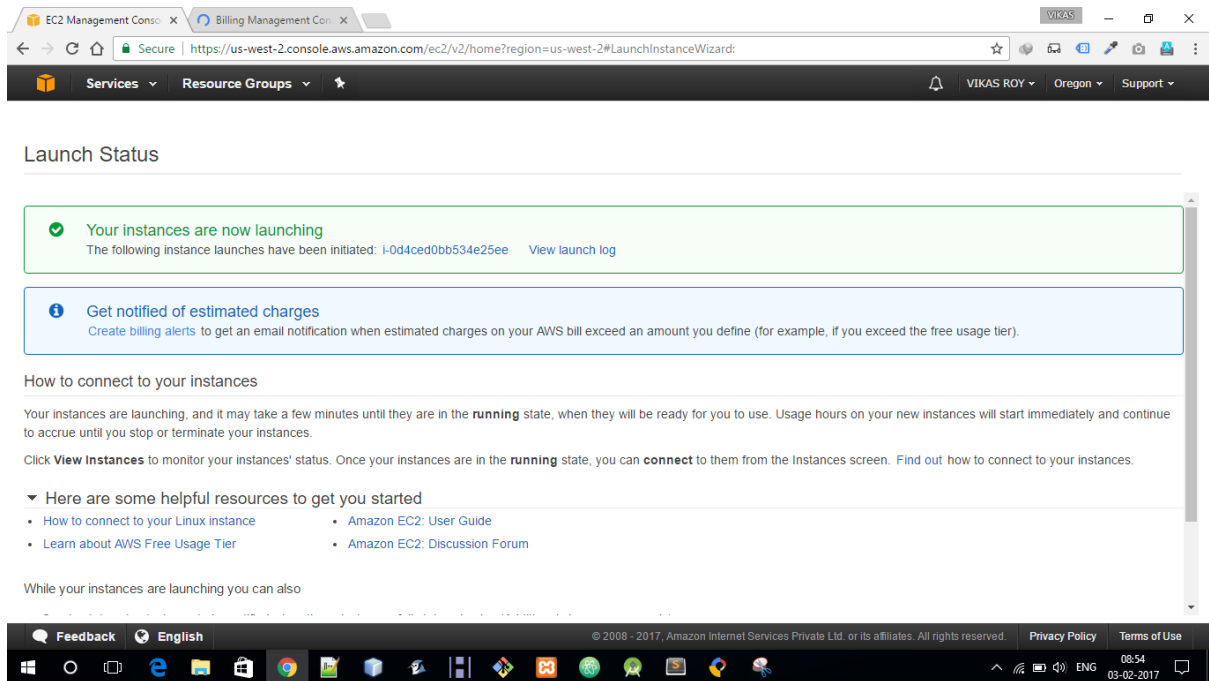 EC2 Management Conso
Billing Management Con
VIKAS
Secure
https://us-west-2.console.aws.amazon.com/ec2/v2/home?region=us-west-2#LaunchInstanceWizard:
Services
Resource Groups
VIKAS ROY
Oregon
Support
Launch Status
Your instances are now launching
The following instance launches have been initiated: i-0d4ced0bb534e25ee View launch log
Get notified of estimated charges
Create billing alerts to get an email notification when estimated charges on your AWS bill exceed an amount you define (for example, if you exceed the free usage tier).
How to connect to your instances
Your instances are launching, and it may take a few minutes until they are in the running state, when they will be ready for you to use. Usage hours on your new instances will start immediately and continue
to accrue until you stop or terminate your instances.
Click View Instances to monitor your instances' status. Once your instances are in the running state, you can connect to them from the Instances screen. Find out how to connect to your instances.
Here are some helpful resources to get you started
How to connect to your Linux instance
Amazon EC2: User Guide
Learn about AWS Free Usage Tier
Amazon EC2: Discussion Forum
While your instances are launching you can also
Feedback
English
© 2008 - 2017, Amazon Internet Services Private Ltd. or its affiliates. All rights reserved.
Privacy Policy
Terms of Use
ENG
08:54
03-02-2017